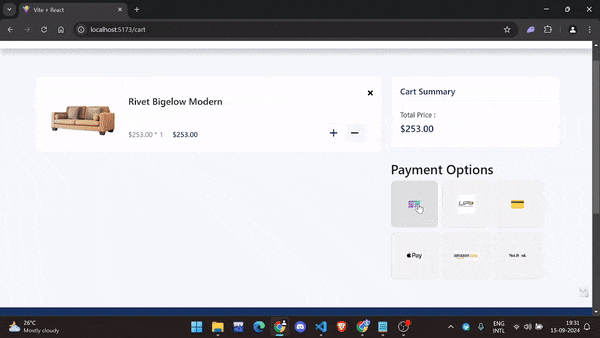 Vite + React
localhost:5173/cart
Rivet Bigelow Modern
$253.00 * 1 $253.00
Cart Summary
Total Price :
$253.00
Payment Options
UPI
Pay
amazon pay
26°C
Mostly cloudy
ENG
INTL
19:31
15-09-2024